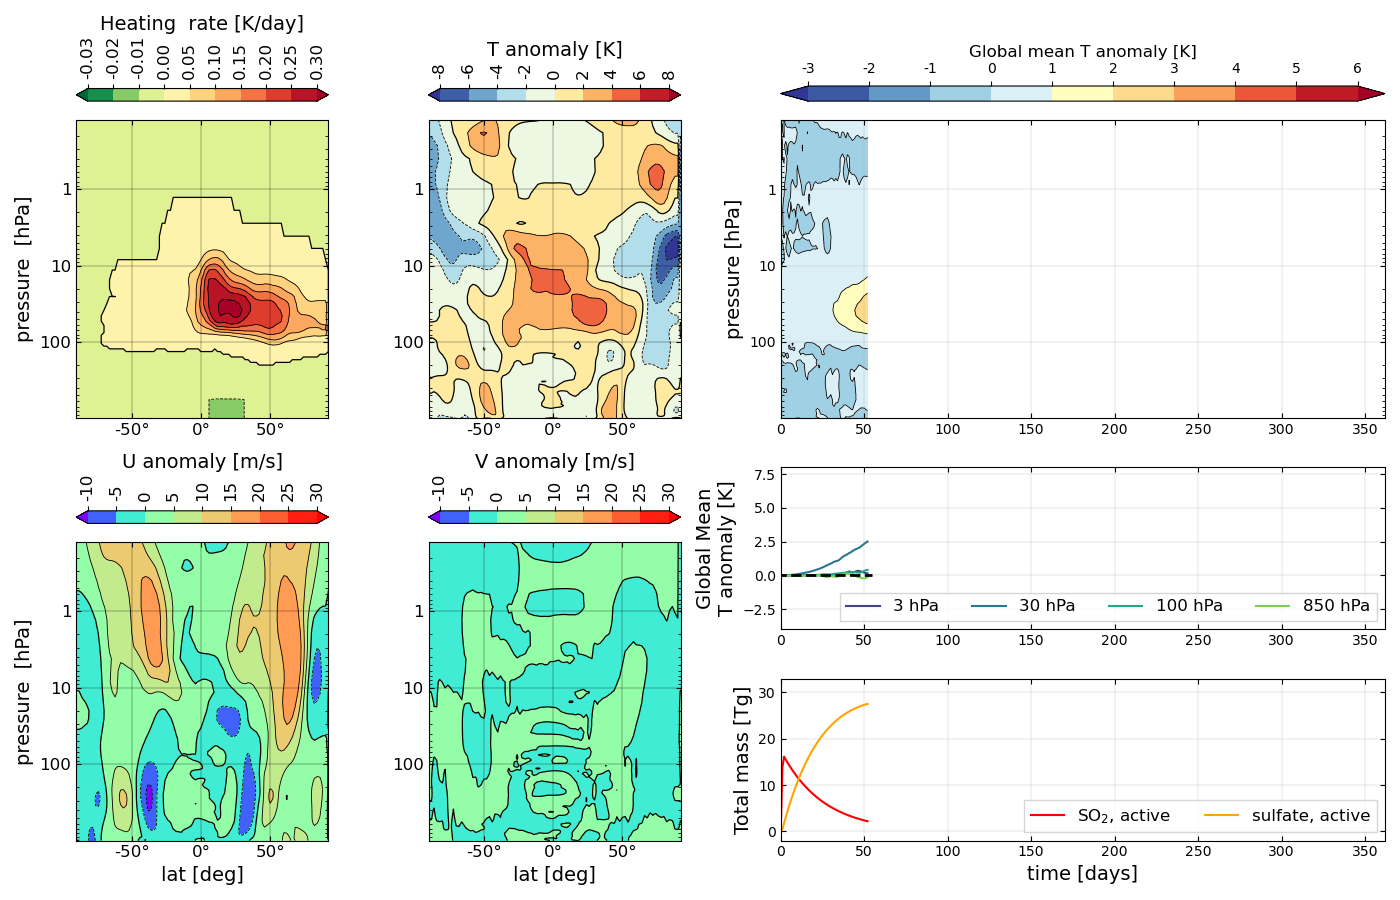 Heating  rate [K/day]
-0.03 -0.02 -0.01 0.00 0.05 0.10 0.15 0.20 0.25 0.30
pressure  [hPa]
1
10
100
-50° 0° 50°
T anomaly [K]
-8 -6 -4 -2 0 2 4 6 8
1
10
100
-50° 0° 50°
Global mean T anomaly [K]
-3 -2 -1 0 1 2 3 4 5 6
pressure [hPa]
1
10
100
0 50 100 150 200 250 300 350
U anomaly [m/s]
-10 -5 0 5 10 15 20 25 30
pressure  [hPa]
1
10
100
-50° 0° 50°
lat [deg]
V anomaly [m/s]
-10 -5 0 5 10 15 20 25 30
1
10
100
-50° 0° 50°
lat [deg]
Global Mean
T anomaly [K]
7.5
5.0
2.5
0.0
−2.5
3 hPa 30 hPa 100 hPa 850 hPa
0 50 100 150 200 250 300 350
Total mass [Tg]
30
20
10
0
SO₂, active sulfate, active
0 50 100 150 200 250 300 350
time [days]